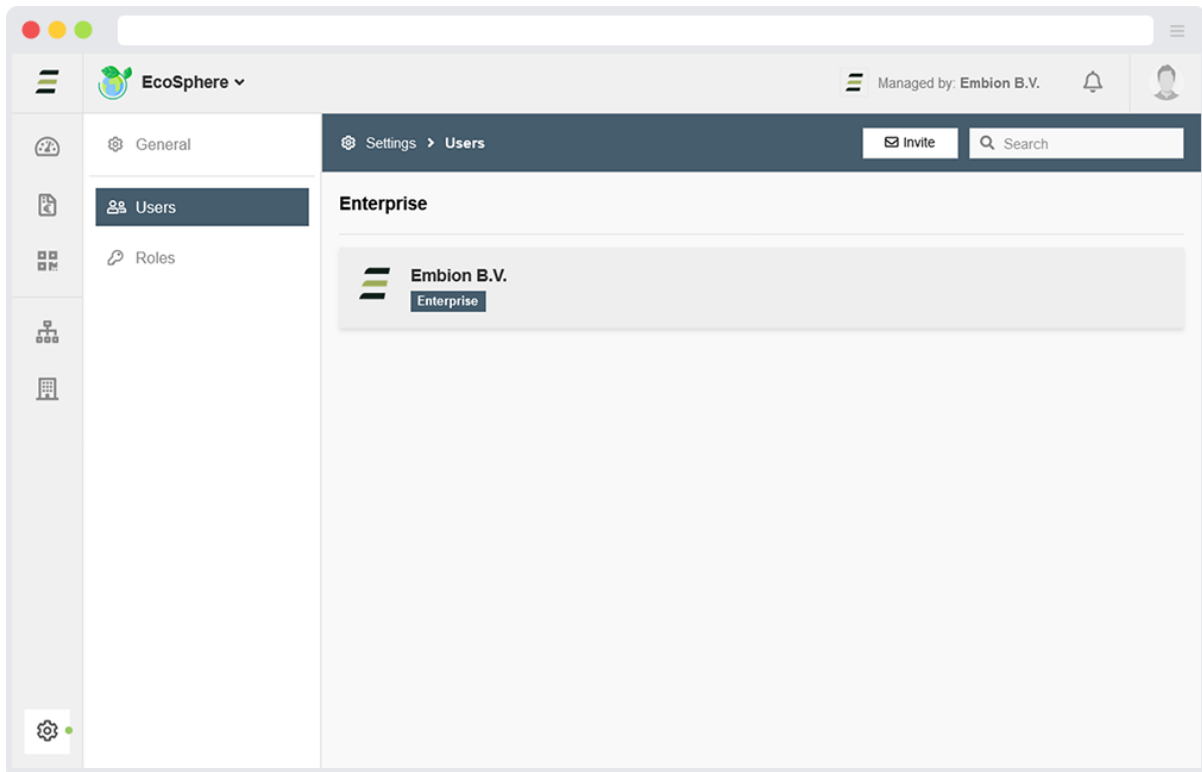 EcoSphere
Managed by: Embion B.V.
General
Users
Roles
Settings > Users
Invite
Search
Enterprise
Embion B.V.
Enterprise